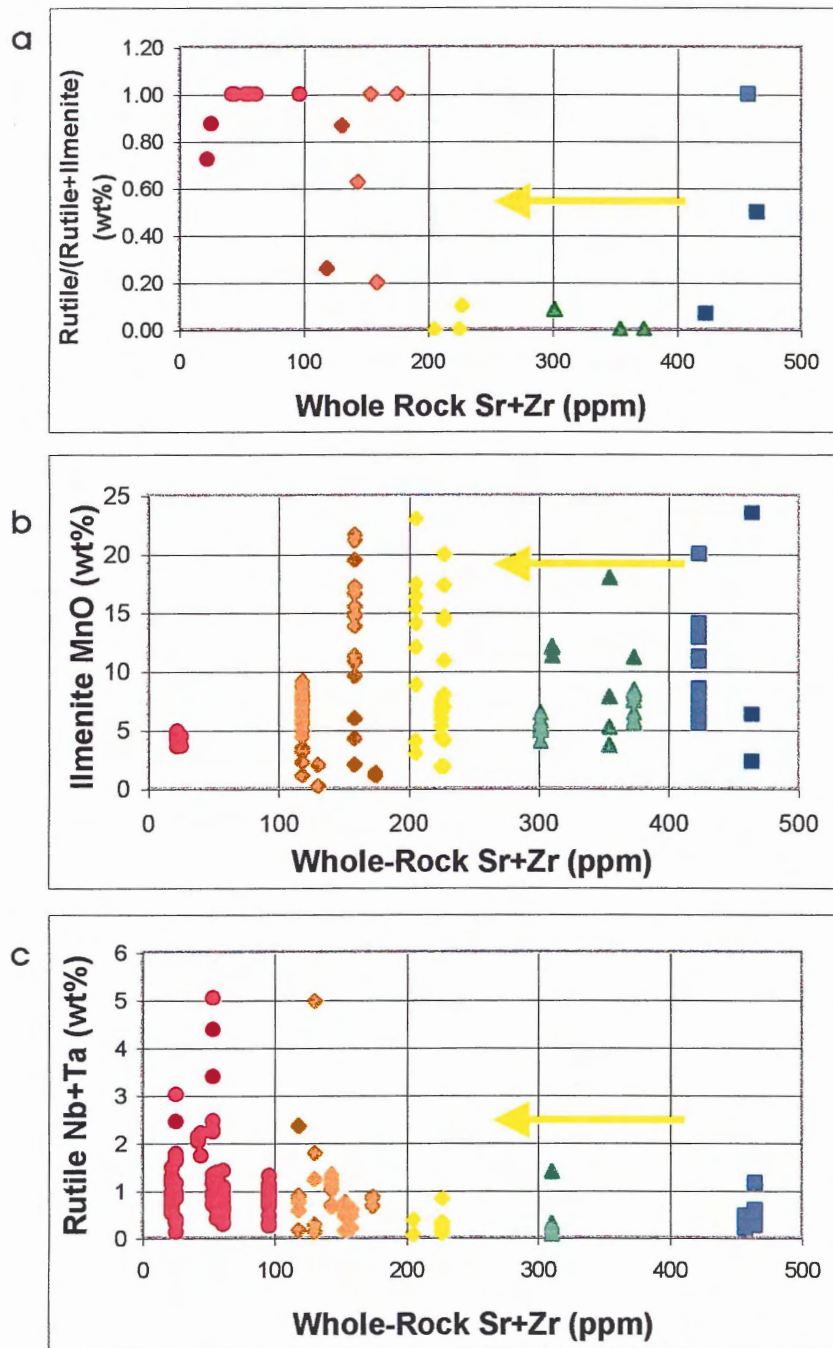 a
1.20
1.00
0.80
0.60
0.40
0.20
0.00
Rutile/(Rutile+Ilmenite)
(wt%)
0 100 200 300 400 500
Whole Rock Sr+Zr (ppm)
b
25
20
15
10
5
0
Ilmenite MnO (wt%)
0 100 200 300 400 500
Whole-Rock Sr+Zr (ppm)
c
6
5
4
3
2
1
0
Rutile Nb+Ta (wt%)
0 100 200 300 400 500
Whole-Rock Sr+Zr (ppm)